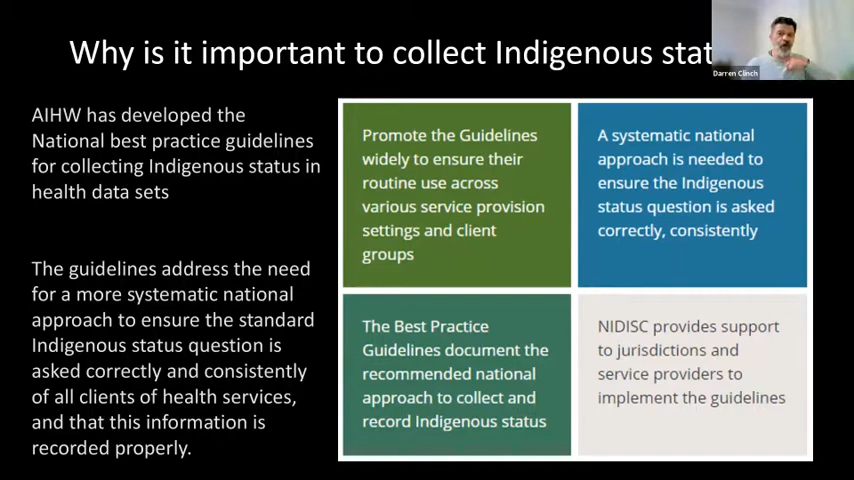 Why is it important to collect Indigenous stat
Darren Clinch
AIHW has developed the
National best practice guidelines
for collecting Indigenous status in
health data sets
The guidelines address the need
for a more systematic national
approach to ensure the standard
Indigenous status question is
asked correctly and consistently
of all clients of health services,
and that this information is
recorded properly.
Promote the Guidelines
widely to ensure their
routine use across
various service provision
settings and client
groups
A systematic national
approach is needed to
ensure the Indigenous
status question is asked
correctly, consistently
The Best Practice
Guidelines document the
recommended national
approach to collect and
record Indigenous status
NIDISC provides support
to jurisdictions and
service providers to
implement the guidelines